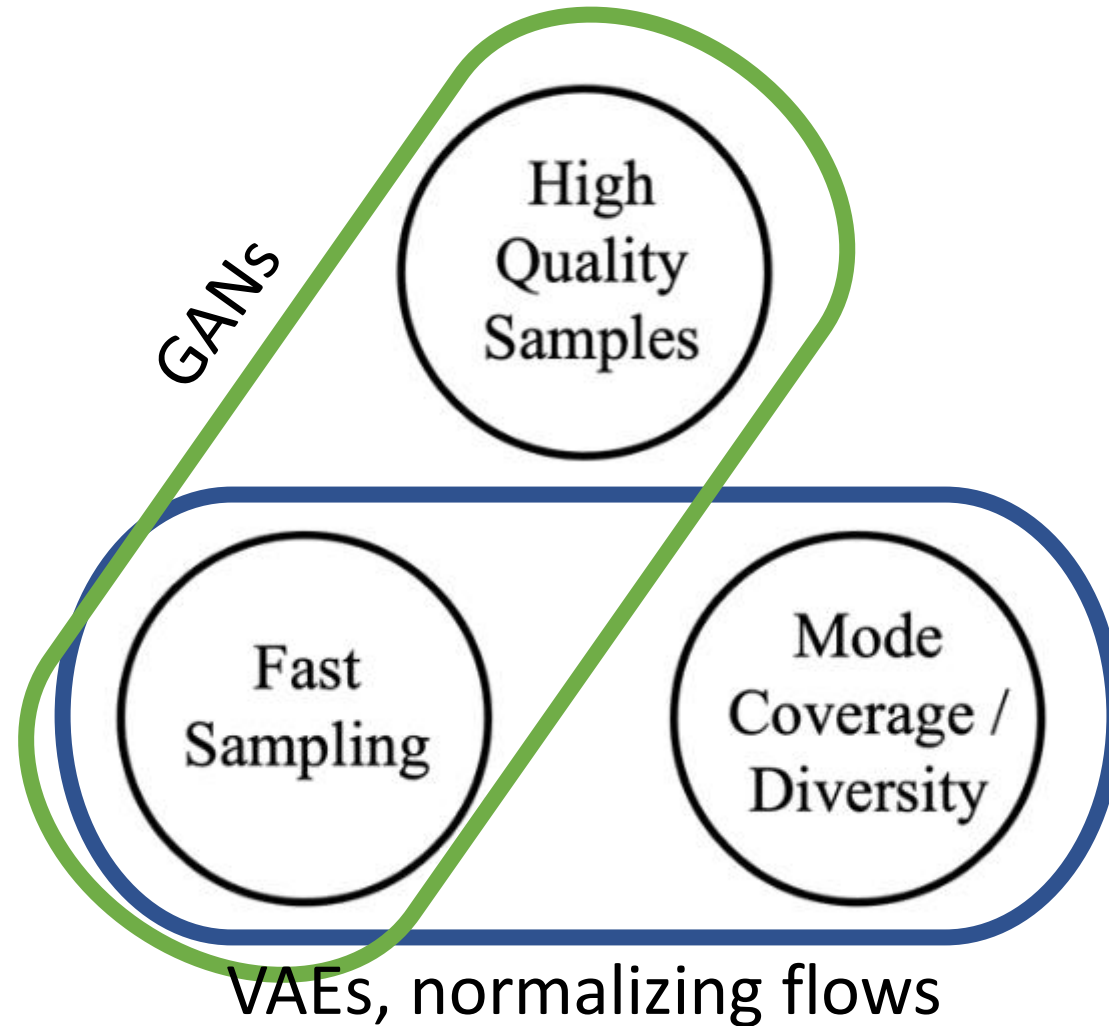 High
Quality
Samples
GANs
Fast
Sampling
Mode
Coverage /
Diversity
VAEs, normalizing flows